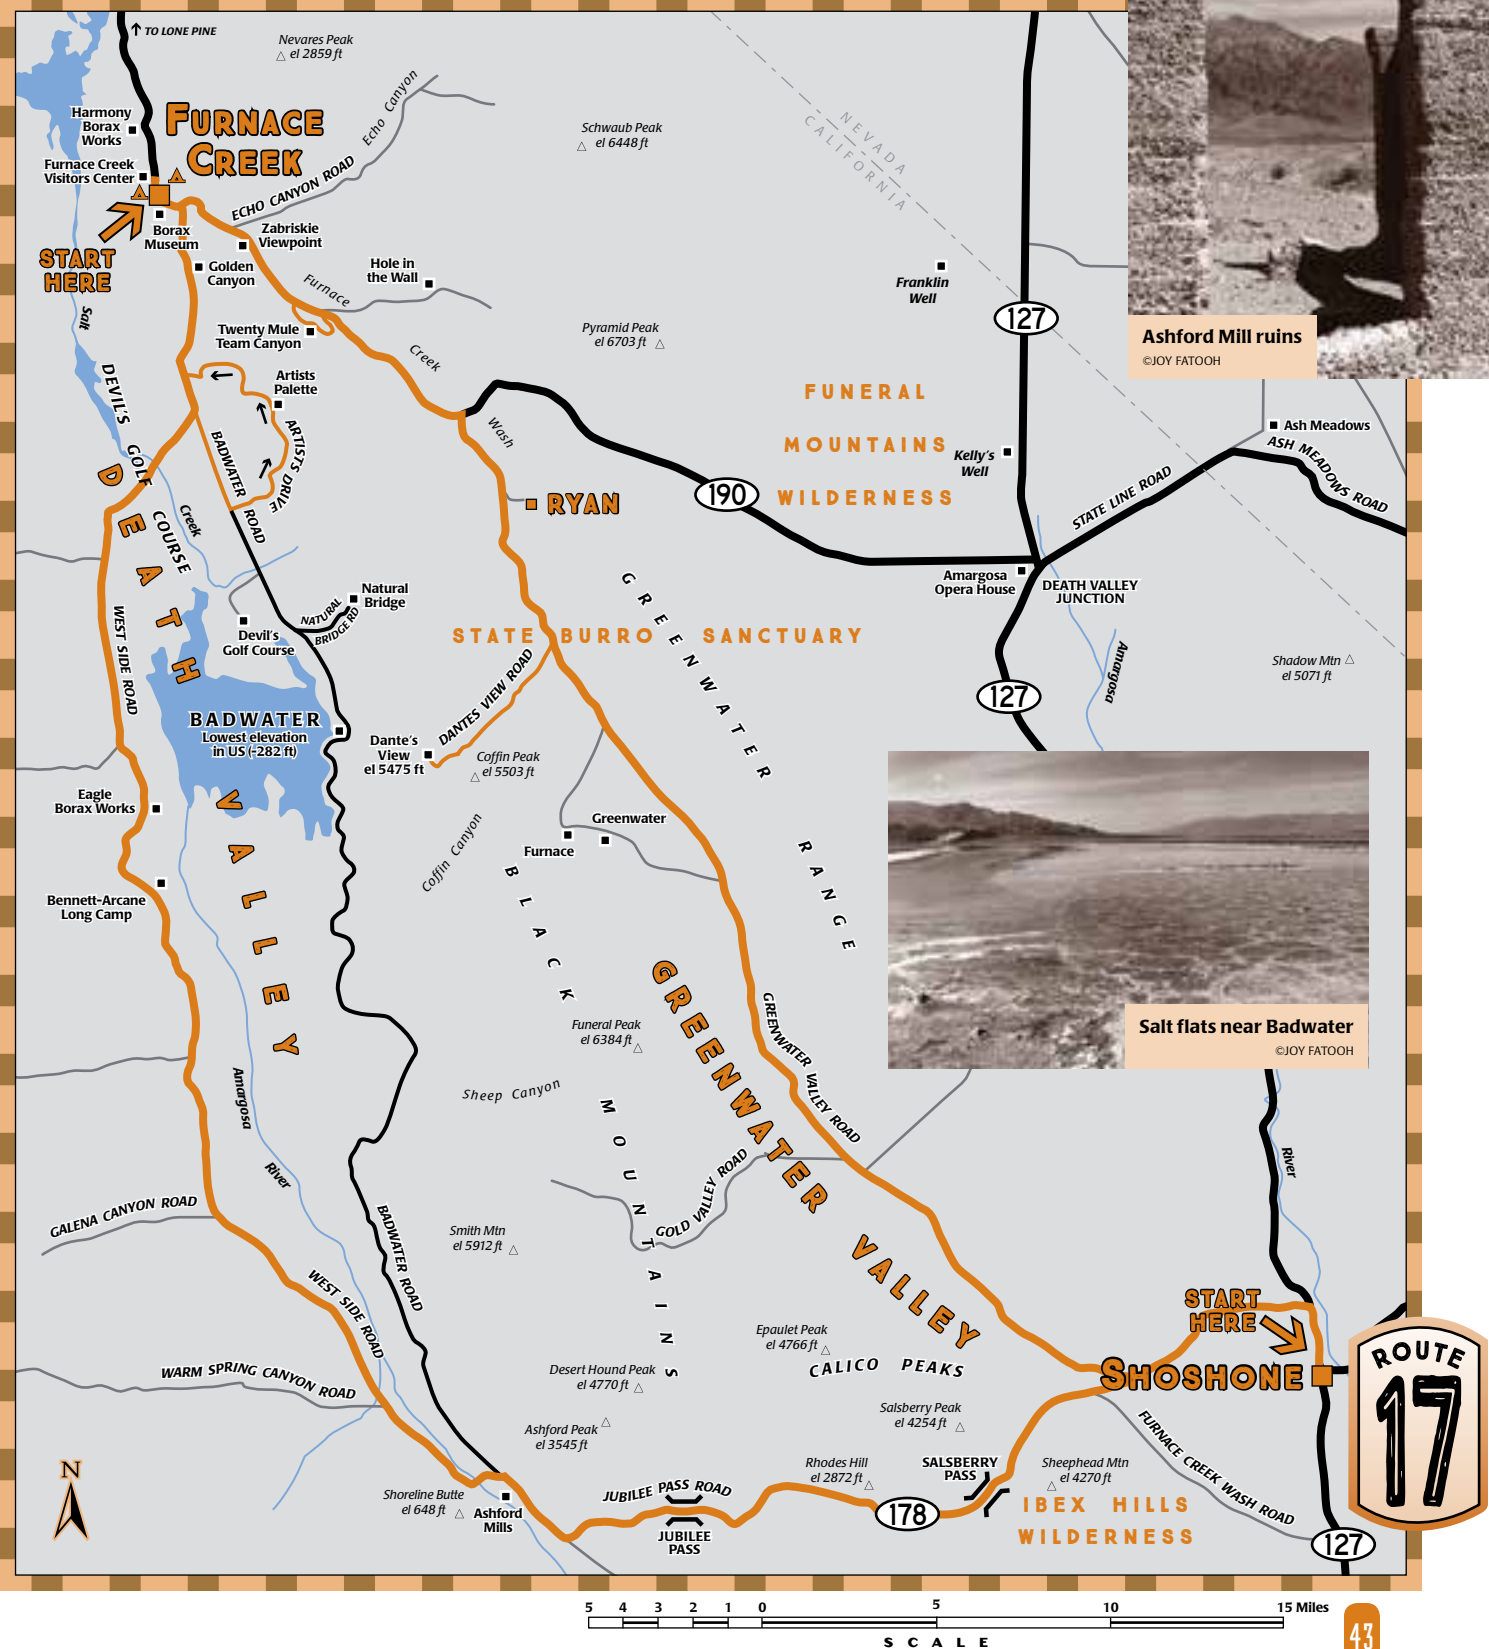 TO LONE PINE
Nevares Peak
el 2859 ft
Harmony
Borax
Works
FURNACE
CREEK
Echo Canyon
Schwaub Peak
el 6448 ft
NEVADA
CALIFORNIA
Furnace Creek
Visitors Center
ECHO CANYON ROAD
Borax
Museum
Zabriskie
Viewpoint
START
HERE
Golden
Canyon
Hole in
the Wall
Furnace
Franklin
Well
127
Ashford Mill ruins
©JOY FATOOH
Salt
Twenty Mule
Team Canyon
Pyramid Peak
el 6703 ft
Creek
DEVIL'S
GOLF
COURSE
Artists
Palette
ARTISTS DRIVE
BADWATER
ROAD
Wash
FUNERAL
MOUNTAINS
WILDERNESS
Kelly's
Well
Ash Meadows
ASH MEADOWS ROAD
STATE LINE ROAD
190
RYAN
Creek
DEATH
VALLEY
Amargosa
Opera House
DEATH VALLEY
JUNCTION
Natural
Bridge
NATURAL
BRIDGE RD
Devil's
Golf Course
WEST SIDE ROAD
STATE BURRO SANCTUARY
GREENWATER
RANGE
Shadow Mtn
el 5071 ft
Amargosa
127
BADWATER
Lowest elevation
in US (-282 ft)
DANTES VIEW ROAD
Dante's
View
el 5475 ft
Coffin Peak
el 5503 ft
Eagle
Borax Works
Coffin Canyon
Greenwater
Furnace
Bennett-Arcane
Long Camp
BLACK
MOUNTAINS
GREENWATER
VALLEY
GREENWATER VALLEY ROAD
Salt flats near Badwater
©JOY FATOOH
Funeral Peak
el 6384 ft
Sheep Canyon
Amargosa
River
River
GOLD VALLEY ROAD
GALENA CANYON ROAD
BADWATER ROAD
Smith Mtn
el 5912 ft
WEST SIDE ROAD
START
HERE
Epaulet Peak
el 4766 ft
CALICO PEAKS
SHOSHONE
ROUTE
17
WARM SPRING CANYON
ROAD
Desert Hound Peak
el 4770 ft
Ashford Peak
el 3545 ft
Salsberry Peak
el 4254 ft
FURNACE CREEK WASH ROAD
N
Rhodes Hill
el 2872 ft
SALSBERRY
PASS
Sheephead Mtn
el 4270 ft
Shoreline Butte
el 648 ft
Ashford
Mills
JUBILEE PASS ROAD
JUBILEE
PASS
178
IBEX HILLS
WILDERNESS
127
5 4 3 2 1 0 5 10 15 Miles
SCALE
43